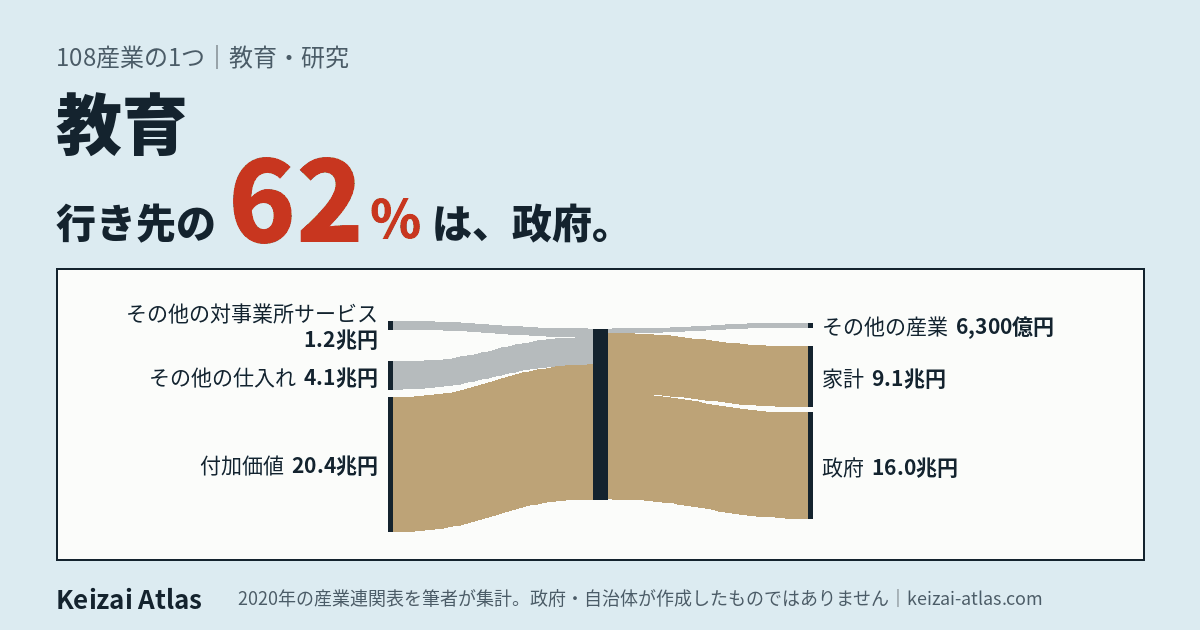 108産業の1つ｜教育・研究
教育
行き先の 62% は、政府。
その他の対事業所サービス
1.2兆円
その他の仕入れ 4.1兆円
付加価値 20.4兆円
その他の産業 6,300億円
家計 9.1兆円
政府 16.0兆円
Keizai Atlas
2020年の産業連関表を筆者が集計。政府・自治体が作成したものではありません｜keizai-atlas.com